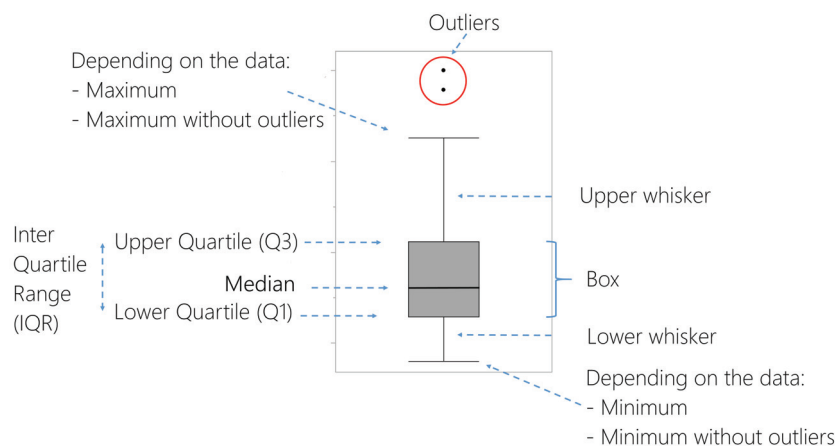 Outliers
Depending on the data:
- Maximum
- Maximum without outliers
Upper whisker
Inter
Quartile
Range
(IQR)
Upper Quartile (Q3)
Median
Lower Quartile (Q1)
Box
Lower whisker
Depending on the data:
- Minimum
- Minimum without outliers